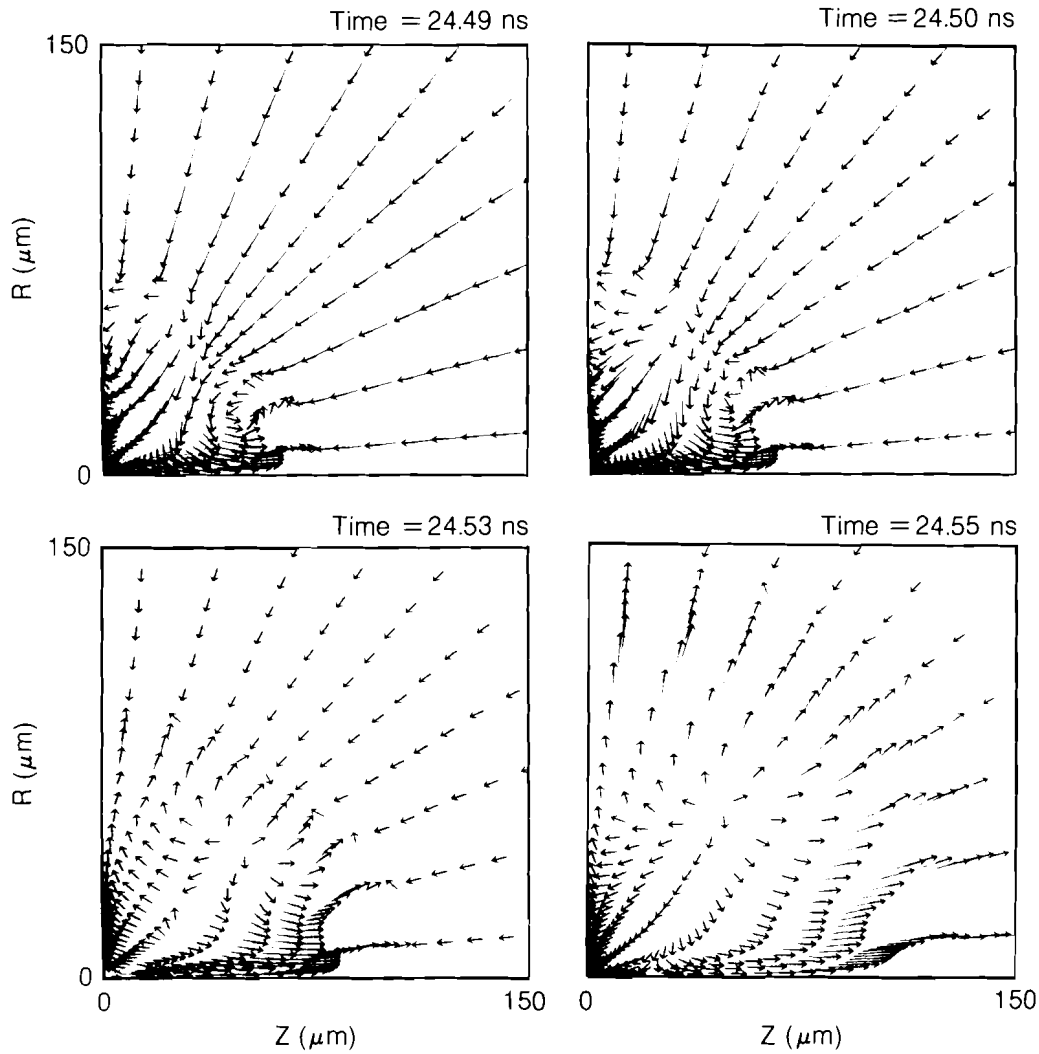 Time = 24.49 ns
Time = 24.50 ns
150
R (μm)
0
Time = 24.53 ns
Time = 24.55 ns
150
R (μm)
0
0
150
0
150
Z (μm)
Z (μm)